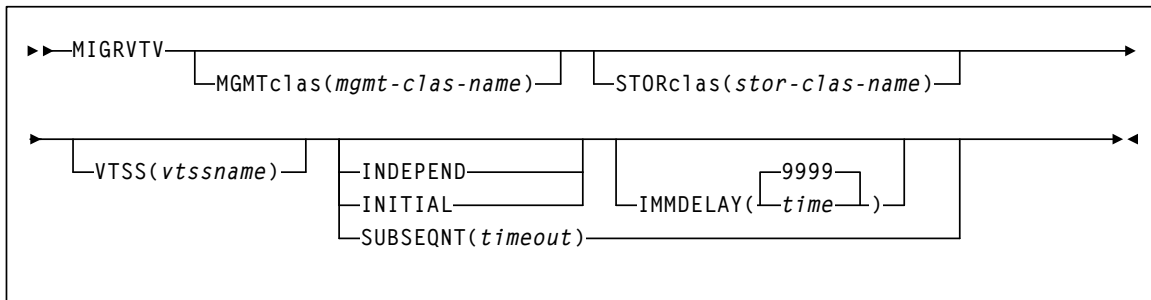 MIGRVTV
MGMTclas(mgmt-clas-name) STORclas(stor-clas-name)
VTSS(vtssname) INDEPEND 9999
INITIAL IMMDELAY( time )
SUBSEQNT(timeout)